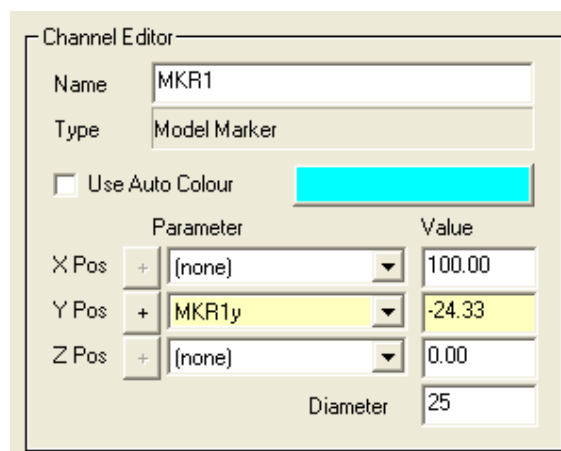 Channel Editor
Name MKR1
Type Model Marker
Use Auto Colour
Parameter Value
X Pos + (none) 100.00
Y Pos + MKR1y -24.33
Z Pos + (none) 0.00
Diameter 25